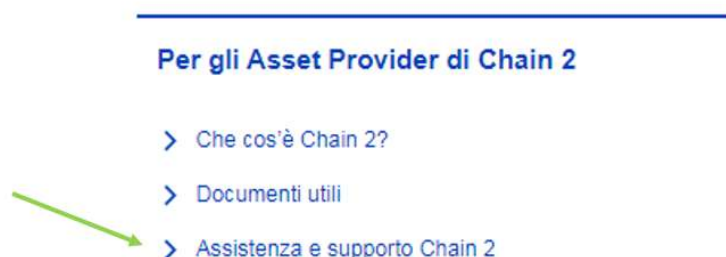 Per gli Asset Provider di Chain 2
Che cos'è Chain 2?
Documenti utili
Assistenza e supporto Chain 2